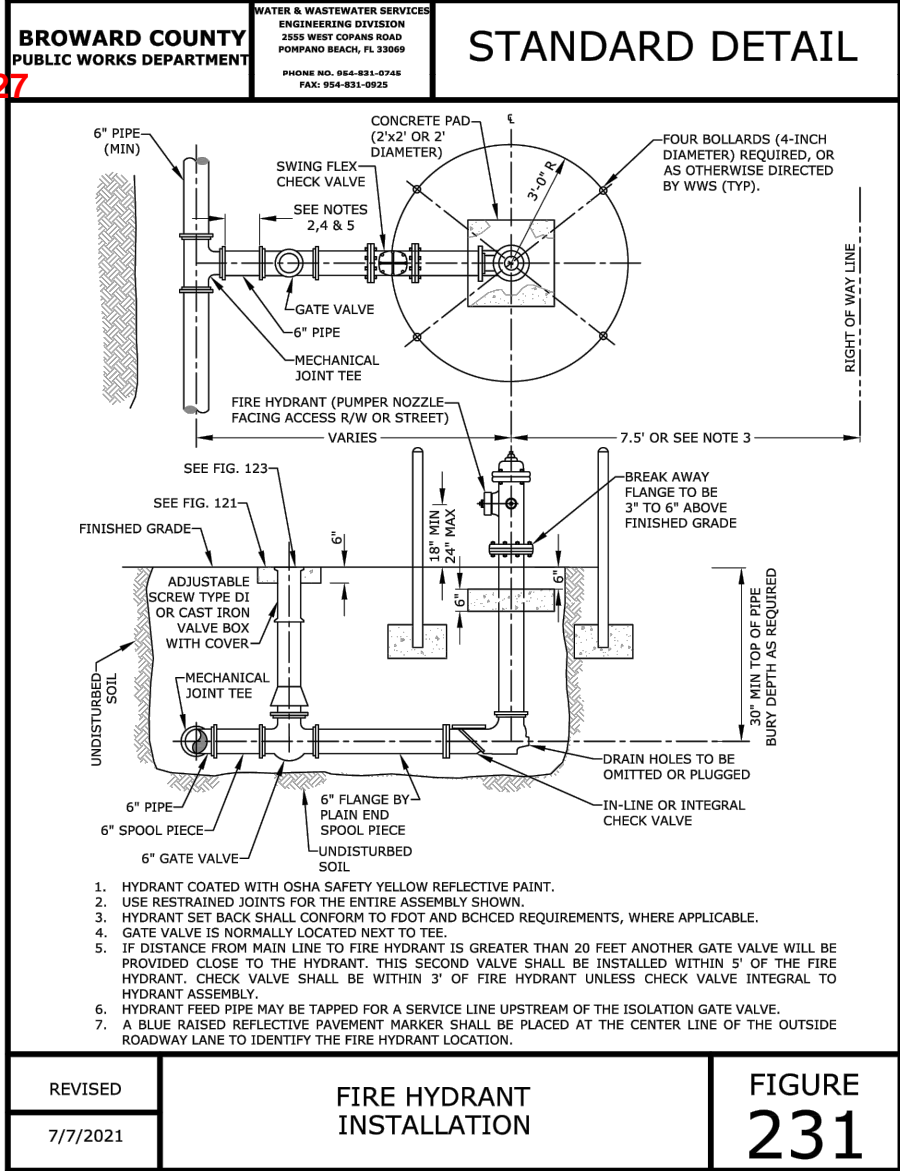 BROWARD COUNTY
PUBLIC WORKS DEPARTMENT
27
WATER & WASTEWATER SERVICES
ENGINEERING DIVISION
2555 WEST COPANS ROAD
POMPANO BEACH, FL 33069
PHONE NO. 954-831-0745
FAX: 954-831-0925
STANDARD DETAIL
6" PIPE
(MIN)
CONCRETE PAD
(2'x2' OR 2'
DIAMETER)
℄
FOUR BOLLARDS (4-INCH
DIAMETER) REQUIRED, OR
AS OTHERWISE DIRECTED
BY WWS (TYP).
SWING FLEX
CHECK VALVE
3'-0" R
SEE NOTES
2,4 & 5
GATE VALVE
6" PIPE
MECHANICAL
JOINT TEE
RIGHT OF WAY LINE
FIRE HYDRANT (PUMPER NOZZLE
FACING ACCESS R/W OR STREET)
VARIES
7.5' OR SEE NOTE 3
SEE FIG. 123
SEE FIG. 121
FINISHED GRADE
6"
18" MIN
24" MAX
BREAK AWAY
FLANGE TO BE
3" TO 6" ABOVE
FINISHED GRADE
ADJUSTABLE
SCREW TYPE DI
OR CAST IRON
VALVE BOX
WITH COVER
6"
6"
30" MIN TOP OF PIPE
BURY DEPTH AS REQUIRED
UNDISTURBED
SOIL
MECHANICAL
JOINT TEE
DRAIN HOLES TO BE
OMITTED OR PLUGGED
6" PIPE
6" SPOOL PIECE
6" GATE VALVE
6" FLANGE BY
PLAIN END
SPOOL PIECE
IN-LINE OR INTEGRAL
CHECK VALVE
UNDISTURBED
SOIL
1. HYDRANT COATED WITH OSHA SAFETY YELLOW REFLECTIVE PAINT.
2. USE RESTRAINED JOINTS FOR THE ENTIRE ASSEMBLY SHOWN.
3. HYDRANT SET BACK SHALL CONFORM TO FDOT AND BCHCED REQUIREMENTS, WHERE APPLICABLE.
4. GATE VALVE IS NORMALLY LOCATED NEXT TO TEE.
5. IF DISTANCE FROM MAIN LINE TO FIRE HYDRANT IS GREATER THAN 20 FEET ANOTHER GATE VALVE WILL BE
PROVIDED CLOSE TO THE HYDRANT. THIS SECOND VALVE SHALL BE INSTALLED WITHIN 5' OF THE FIRE
HYDRANT. CHECK VALVE SHALL BE WITHIN 3' OF FIRE HYDRANT UNLESS CHECK VALVE INTEGRAL TO
HYDRANT ASSEMBLY.
6. HYDRANT FEED PIPE MAY BE TAPPED FOR A SERVICE LINE UPSTREAM OF THE ISOLATION GATE VALVE.
7. A BLUE RAISED REFLECTIVE PAVEMENT MARKER SHALL BE PLACED AT THE CENTER LINE OF THE OUTSIDE
ROADWAY LANE TO IDENTIFY THE FIRE HYDRANT LOCATION.
REVISED
7/7/2021
FIRE HYDRANT
INSTALLATION
FIGURE
231